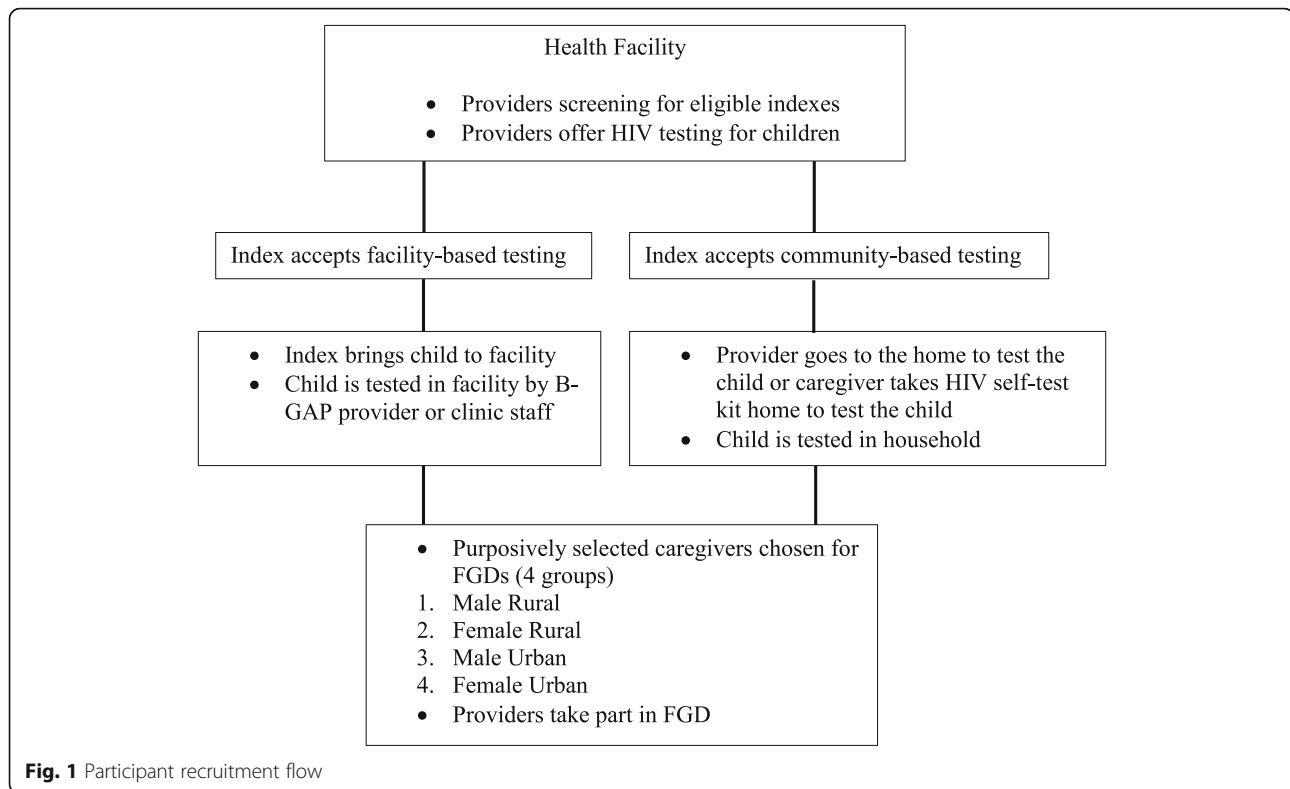 Health Facility
• Providers screening for eligible indexes
• Providers offer HIV testing for children
Index accepts facility-based testing
Index accepts community-based testing
• Index brings child to facility
• Child is tested in facility by B-
GAP provider or clinic staff
• Provider goes to the home to test the
child or caregiver takes HIV self-test
kit home to test the child
• Child is tested in household
• Purposively selected caregivers chosen for
FGDs (4 groups)
1. Male Rural
2. Female Rural
3. Male Urban
4. Female Urban
• Providers take part in FGD
Fig. 1 Participant recruitment flow